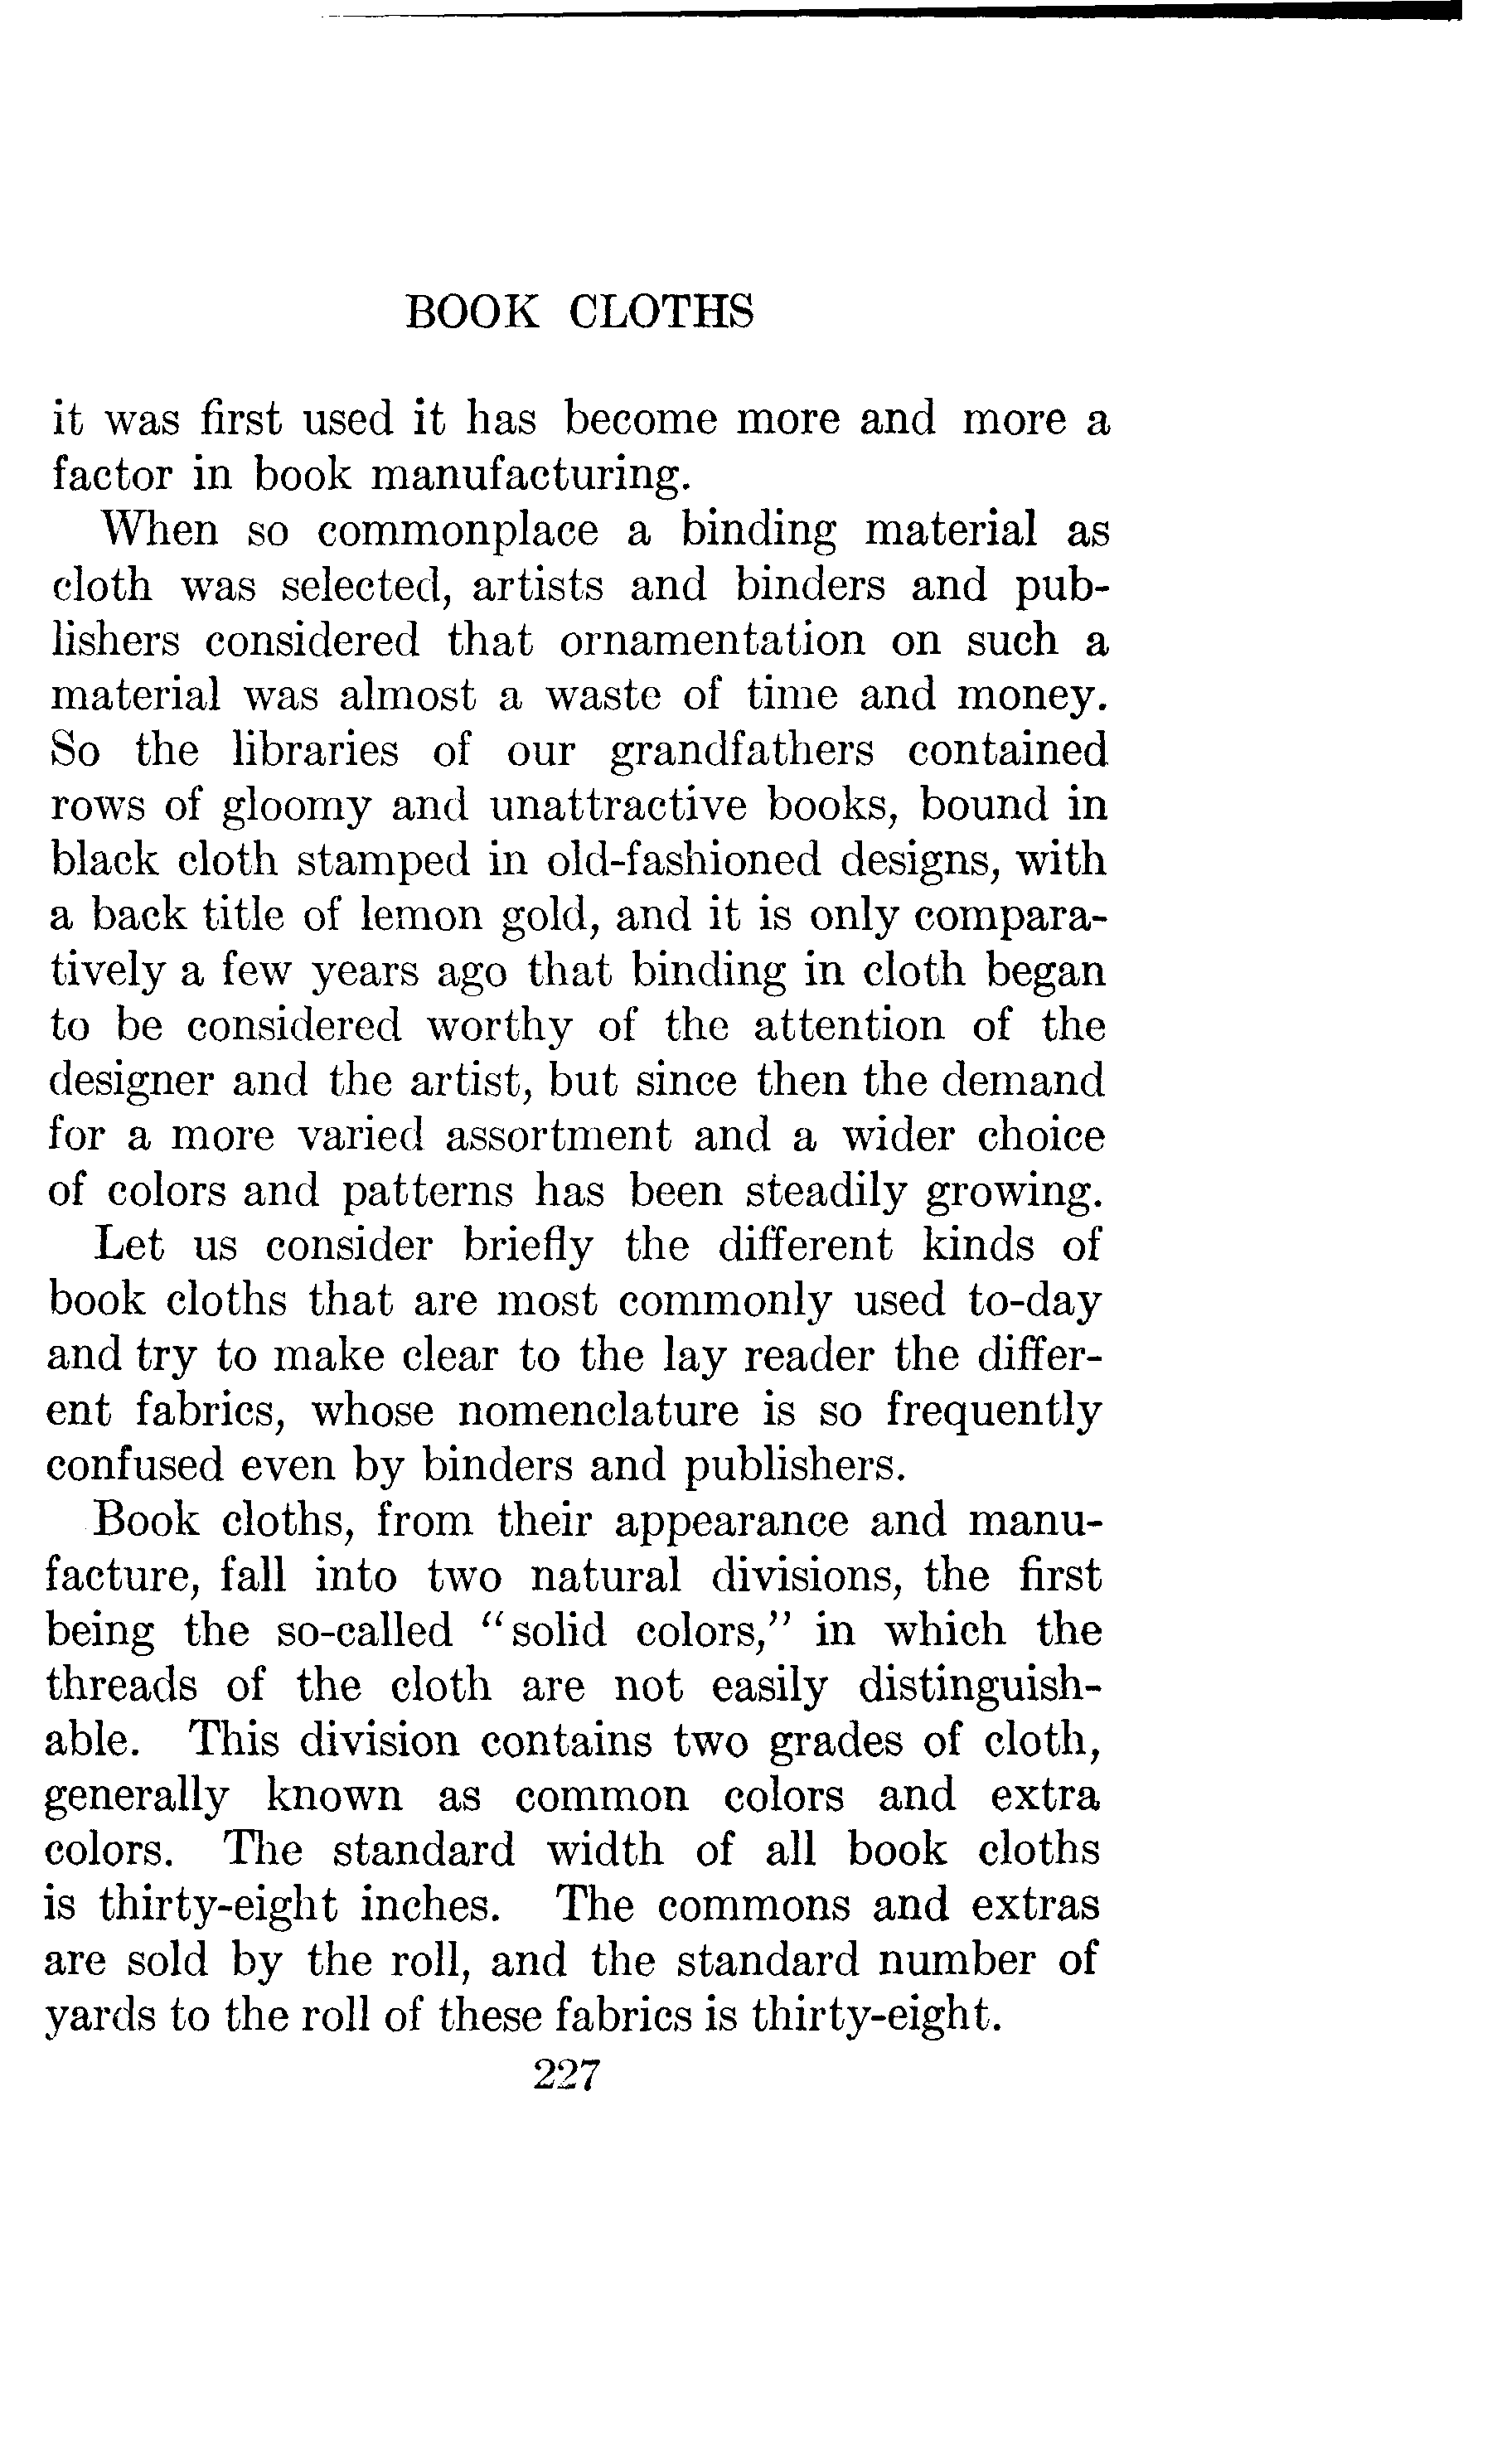 BOOK CLOTHS
it was first used it has become more and more a
factor in book manufacturing.
When so commonplace a binding material as
cloth was selected, artists and binders and pub-
lishers considered that ornamentation on such a
material was almost a waste of time and money.
So the libraries of our grandfathers contained
rows of gloomy and unattractive books, bound in
black cloth stamped in old-fashioned designs, with
a back title of lemon gold, and it is only compara-
tively a few years ago that binding in cloth began
to be considered worthy of the attention of the
designer and the artist, but since then the demand
for a more varied assortment and a wider choice
of colors and patterns has been steadily growing.
Let us consider briefly the different kinds of
book cloths that are most commonly used to-day
and try to make clear to the lay reader the differ-
ent fabrics, whose nomenclature is so frequently
confused even by binders and publishers.
Book cloths, from their appearance and manu-
facture, fall into two natural divisions, the first
being the so-called "solid colors," in which the
threads of the cloth are not easily distinguish-
able. This division contains two grades of cloth,
generally known as common colors and extra
colors. The standard width of all book cloths
is thirty-eight inches. The commons and extras
are sold by the roll, and the standard number of
yards to the roll of these fabrics is thirty-eight.
227